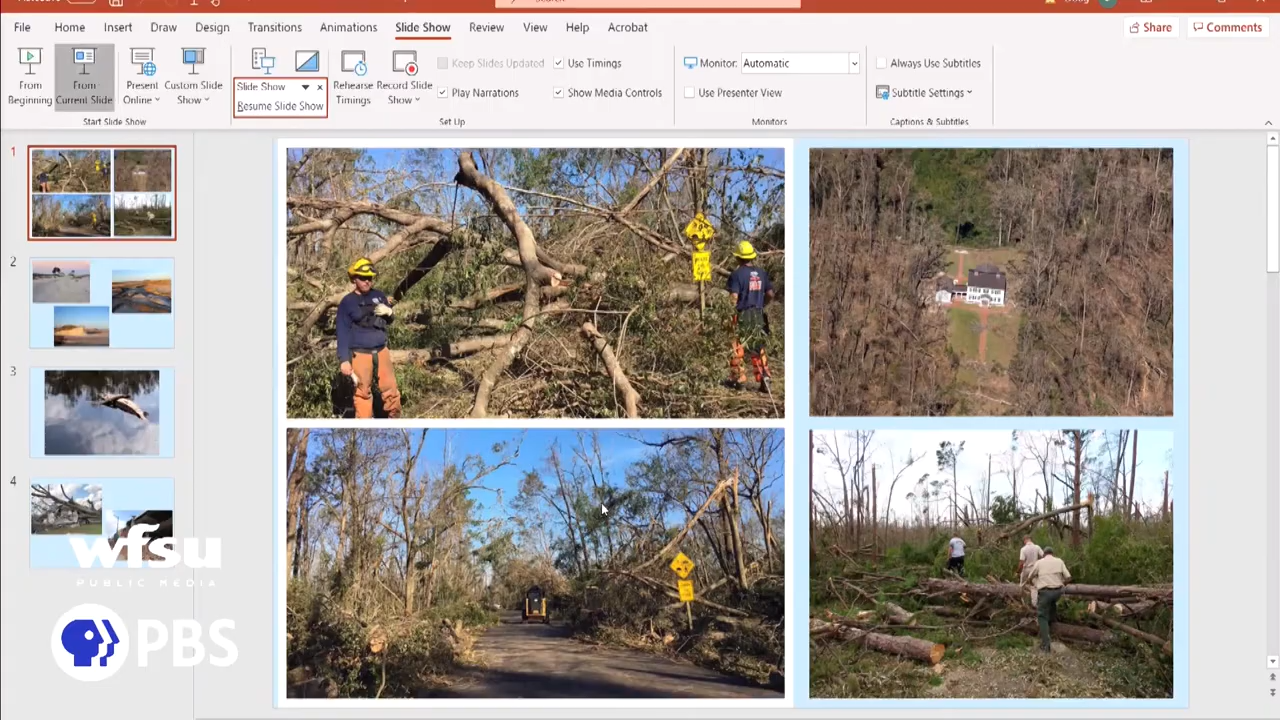 File Home Insert Draw Design Transitions Animations Slide Show Review View Help Acrobat Share Comments
From Beginning
From Current Slide
Present Online
Custom Slide Show
Slide Show
Resume Slide Show
Rehearse Timings
Record Slide Show
Keep Slides Updated
Play Narrations
Use Timings
Show Media Controls
Monitor: Automatic
Use Presenter View
Always Use Subtitles
Subtitle Settings
Start Slide Show
Set Up
Monitors
Captions & Subtitles
1
2
3
4
wfsu
PUBLIC MEDIA
PBS